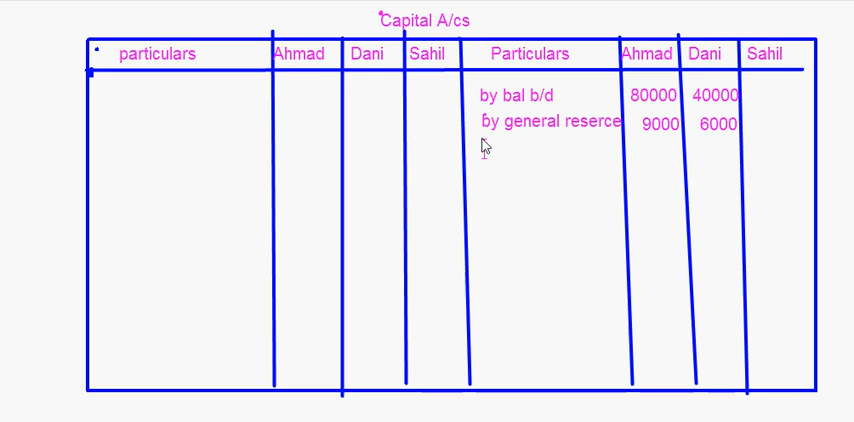 Capital A/cs
particulars Ahmad Dani Sahil Particulars Ahmad Dani Sahil
by bal b/d 80000 40000
by general reserce 9000 6000